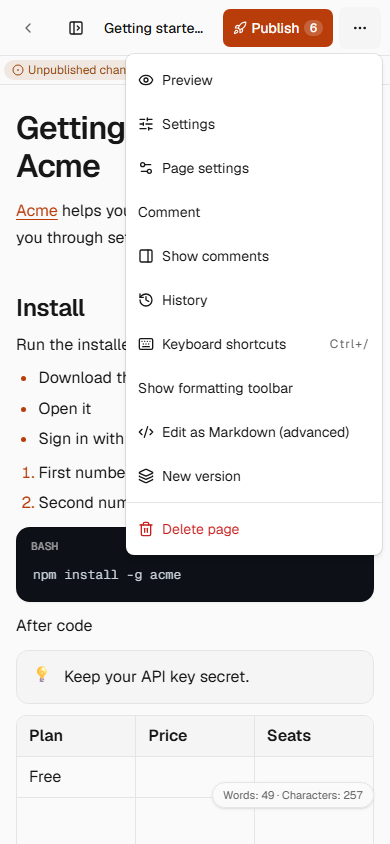 Getting starte...
Publish 6
Unpublished chan
Preview
Settings
Page settings
Comment
Show comments
History
Keyboard shortcuts Ctrl+/
Show formatting toolbar
Edit as Markdown (advanced)
New version
Delete page
Getting
Acme
Acme helps you
you through se
Install
Run the installe
Download th
Open it
Sign in with
1. First numbe
2. Second num
BASH
npm install -g acme
After code
Keep your API key secret.
Plan Price Seats
Free
Words: 49 · Characters: 257